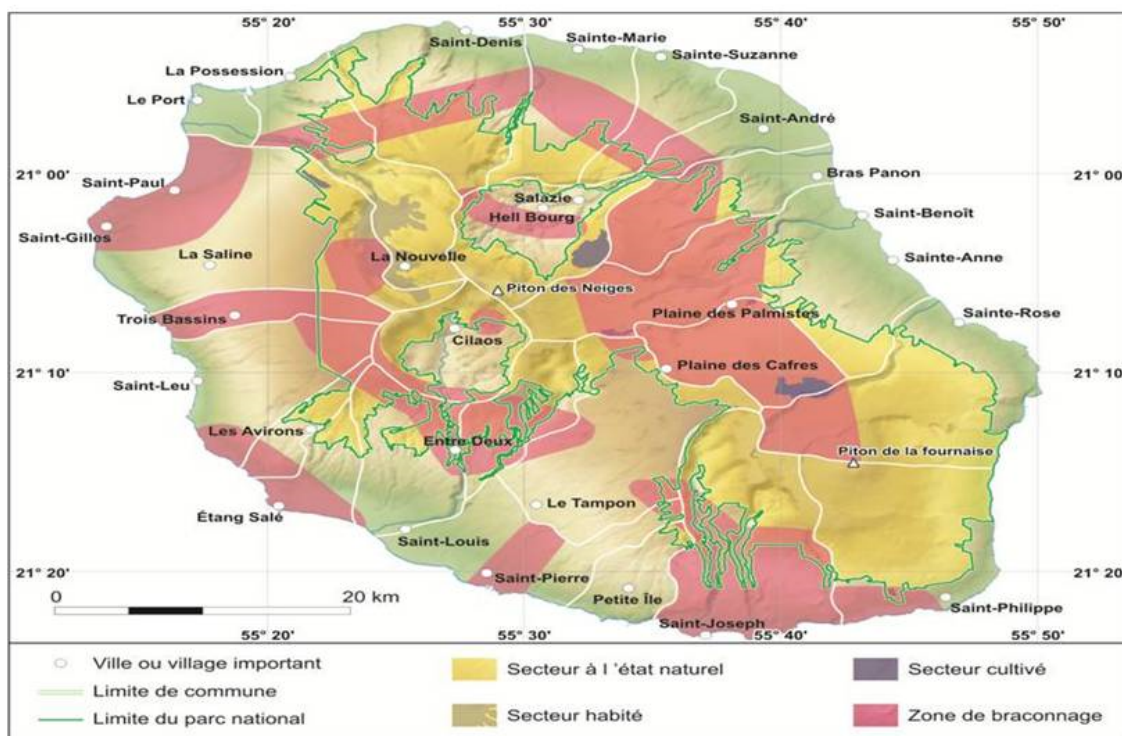 55° 20' 55° 30' 55° 40' 55° 50'
Saint-Denis
Sainte-Marie
Sainte-Suzanne
La Possession
Le Port
Saint-André
21° 00' 21° 00'
Bras Panon
Saint-Paul
Salazie
Hell Bourg
Saint-Benoît
Saint-Gilles
La Saline
La Nouvelle
Sainte-Anne
Piton des Neiges
Trois Bassins
Plaine des Palmistes
Sainte-Rose
Cilaos
Plaine des Cafres
21° 10' 21° 10'
Saint-Leu
Les Avirons
Entre Deux
Piton de la fournaise
Étang Salé
Le Tampon
Saint-Louis
21° 20' 21° 20'
Saint-Pierre
Petite Île
Saint-Philippe
0 20 km
Saint-Joseph
55° 20' 55° 30' 55° 40' 55° 50'
Ville ou village important
Limite de commune
Limite du parc national
Secteur à l 'état naturel
Secteur habité
Secteur cultivé
Zone de braconnage